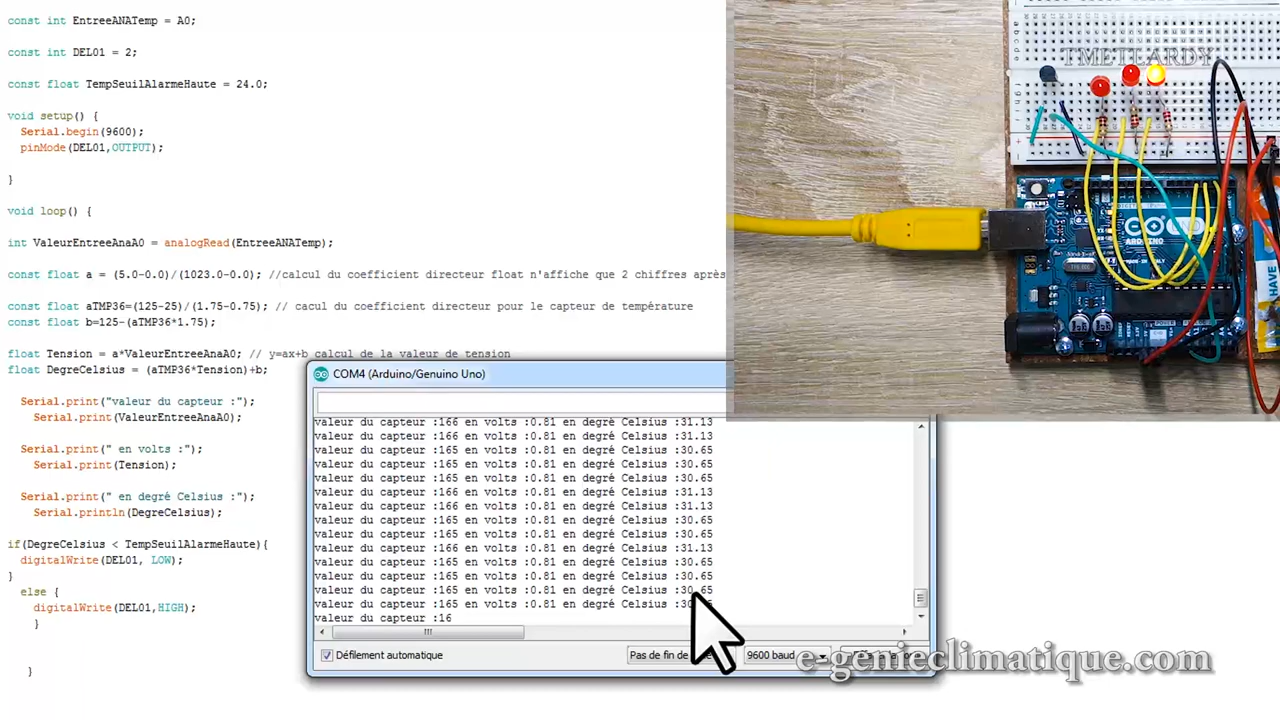 const int EntreeANATemp = A0;
const int DEL01 = 2;
const float TempSeuilAlarmeHaute = 24.0;
void setup() {
Serial.begin(9600);
pinMode(DEL01,OUTPUT);
}
void loop() {
int ValeurEntreeAnaA0 = analogRead(EntreeANATemp);
const float a = (5.0-0.0)/(1023.0-0.0); //calcul du coefficient directeur float n'affiche que 2 chiffres après
const float aTMP36=(125-25)/(1.75-0.75); // cacul du coefficient directeur pour le capteur de température
const float b=125-(aTMP36*1.75);
float Tension = a*ValeurEntreeAnaA0; // y=ax+b calcul de la valeur de tension
float DegreCelsius = (aTMP36*Tension)+b;
Serial.print("valeur du capteur :");
Serial.print(ValeurEntreeAnaA0);
Serial.print(" en volts :");
Serial.print(Tension);
Serial.print(" en degré Celsius :");
Serial.println(DegreCelsius);
if(DegreCelsius < TempSeuilAlarmeHaute){
digitalWrite(DEL01, LOW);
}
else {
digitalWrite(DEL01,HIGH);
}
}
COM4 (Arduino/Genuino Uno)
valeur du capteur :166 en volts :0.81 en degré Celsius :31.13
valeur du capteur :166 en volts :0.81 en degré Celsius :31.13
valeur du capteur :165 en volts :0.81 en degré Celsius :30.65
valeur du capteur :165 en volts :0.81 en degré Celsius :30.65
valeur du capteur :165 en volts :0.81 en degré Celsius :30.65
valeur du capteur :166 en volts :0.81 en degré Celsius :31.13
valeur du capteur :166 en volts :0.81 en degré Celsius :31.13
valeur du capteur :165 en volts :0.81 en degré Celsius :30.65
valeur du capteur :165 en volts :0.81 en degré Celsius :30.65
valeur du capteur :166 en volts :0.81 en degré Celsius :31.13
valeur du capteur :165 en volts :0.81 en degré Celsius :30.65
valeur du capteur :165 en volts :0.81 en degré Celsius :30.65
valeur du capteur :165 en volts :0.81 en degré Celsius :30.65
valeur du capteur :165 en volts :0.81 en degré Celsius
valeur du capteur :16
Défilement automatique
Pas de fin de
9600 baud
e-genieclimatique.com
TMETLARDY
UNO
ARDUINO
HAVE